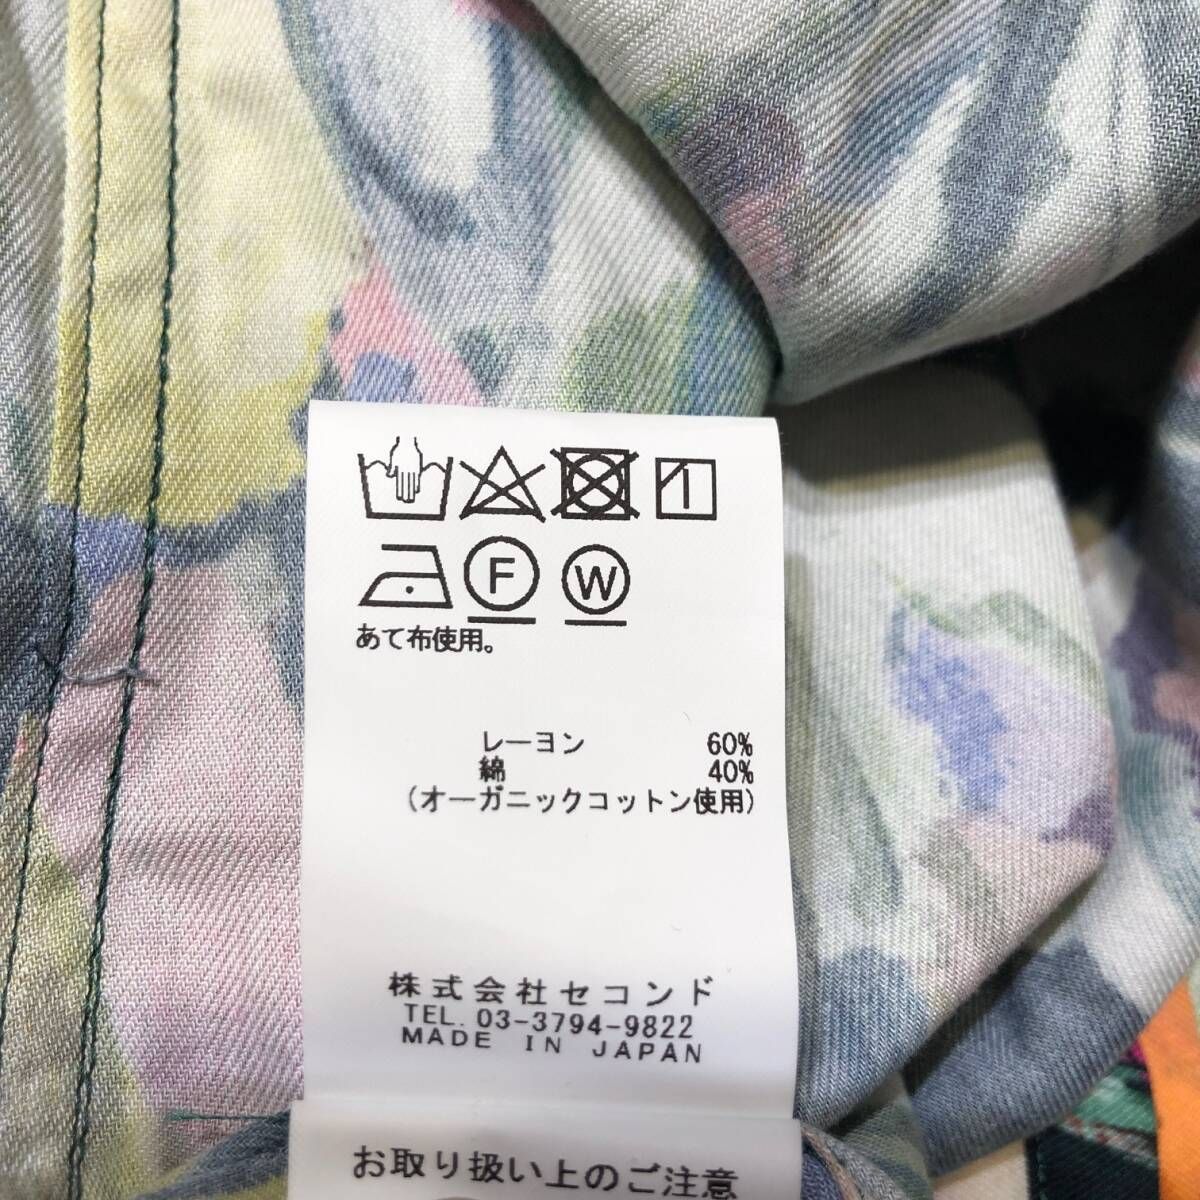 F W
あて布使用。
レーヨン 60%
綿 40%
(オーガニックコットン使用)
株式会社セコンド
TEL. 03-3794-9822
MADE IN JAPAN
お取り扱い上のご注意